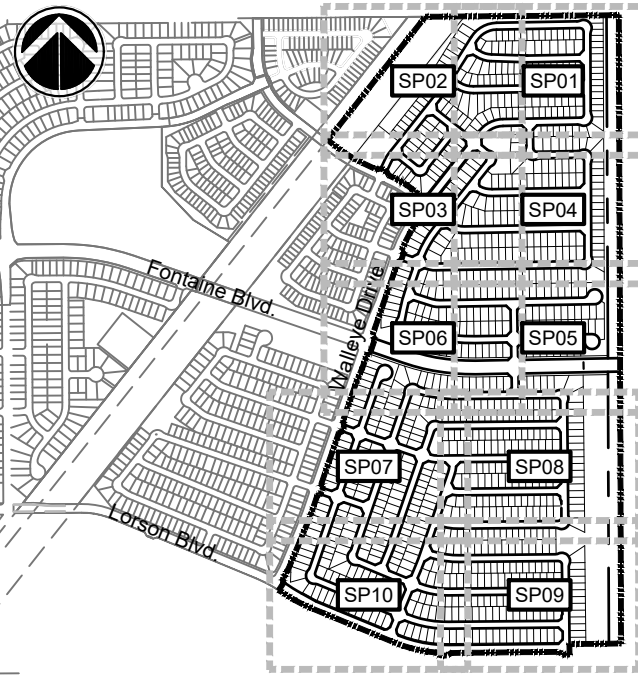 SP02
SP01
SP03
SP04
Fontaine Blvd.
Walleye Drive
SP06
SP05
SP07
SP08
Lorson Blvd.
SP10
SP09